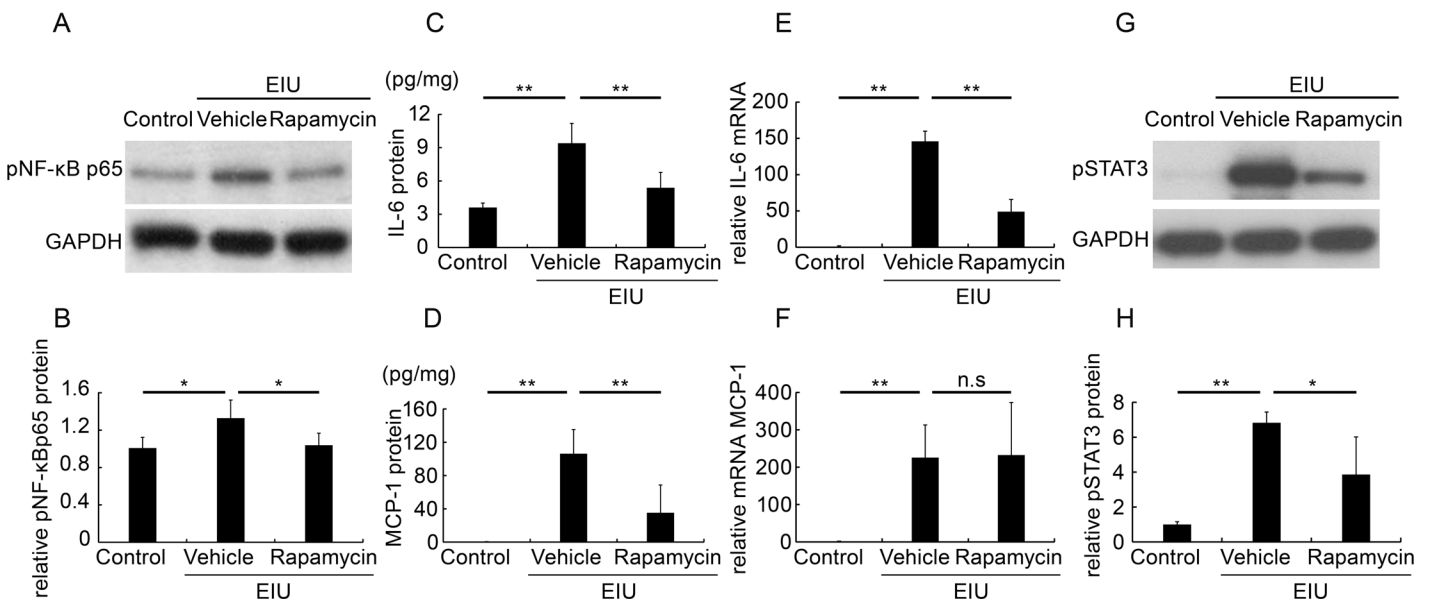 A
EIU
Control Vehicle Rapamycin
pNF-κB p65
GAPDH
B
relative pNF-κBp65 protein
1.6
1.2
0.8
0.4
0
* *
Control Vehicle Rapamycin
EIU
C
(pg/mg)
IL-6 protein
12
9
6
3
0
** **
Control Vehicle Rapamycin
EIU
D
(pg/mg)
MCP-1 protein
160
120
80
40
0
** **
Control Vehicle Rapamycin
EIU
E
relative IL-6 mRNA
200
150
100
50
0
** **
Control Vehicle Rapamycin
EIU
F
relative mRNA MCP-1
400
300
200
100
0
** n.s
Control Vehicle Rapamycin
EIU
G
EIU
Control Vehicle Rapamycin
pSTAT3
GAPDH
H
relative pSTAT3 protein
8
6
4
2
0
** *
Control Vehicle Rapamycin
EIU